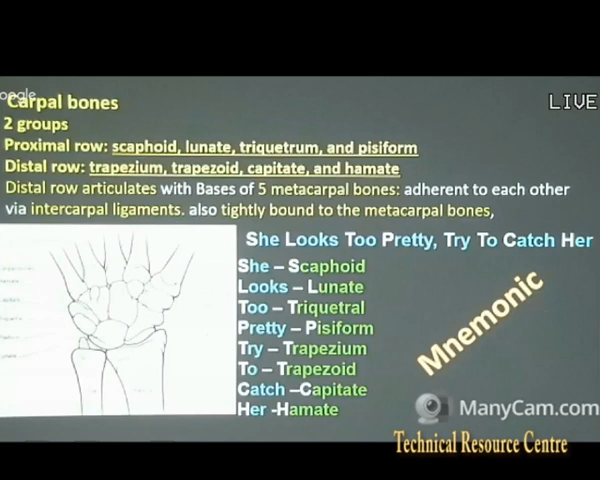 oogle
LIVE
Carpal bones
2 groups
Proximal row: scaphoid, lunate, triquetrum, and pisiform
Distal row: trapezium, trapezoid, capitate, and hamate
Distal row articulates with Bases of 5 metacarpal bones: adherent to each other
via intercarpal ligaments. also tightly bound to the metacarpal bones,
She Looks Too Pretty, Try To Catch Her
She – Scaphoid
Looks – Lunate
Too – Triquetral
Pretty – Pisiform
Try – Trapezium
To – Trapezoid
Catch –Capitate
Her -Hamate
Mnemonic
ManyCam.com
Technical Resource Centre